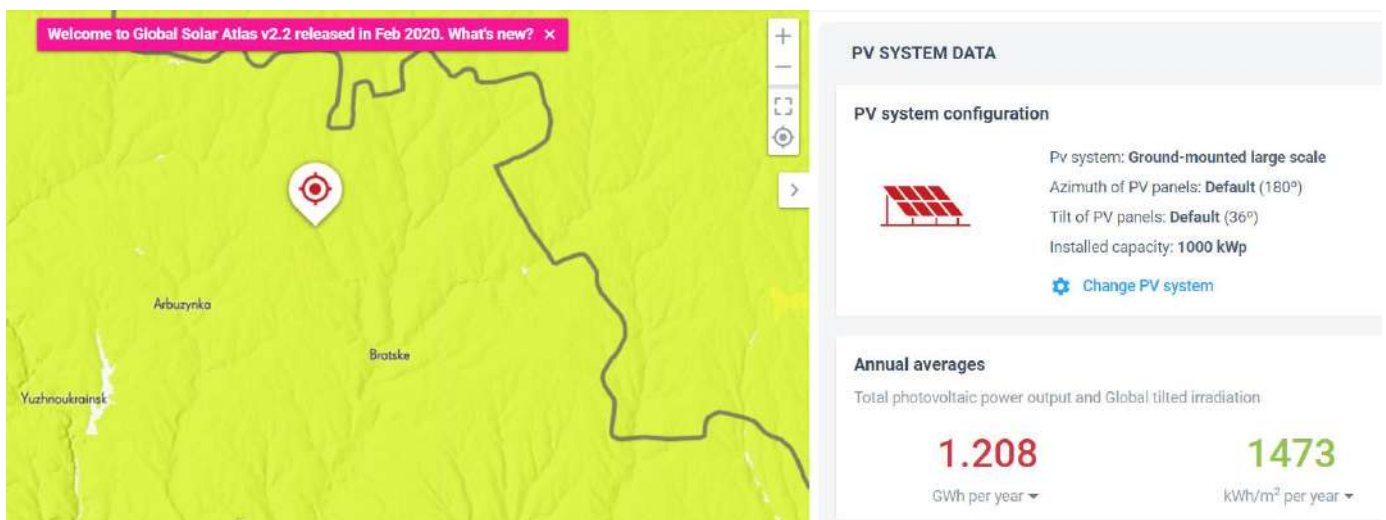 Welcome to Global Solar Atlas v2.2 released in Feb 2020. What's new? ×
Arbuzynka
Bratske
Yuzhnoukrainsk
PV SYSTEM DATA
PV system configuration
Pv system: Ground-mounted large scale
Azimuth of PV panels: Default (180º)
Tilt of PV panels: Default (36º)
Installed capacity: 1000 kWp
Change PV system
Annual averages
Total photovoltaic power output and Global tilted irradiation
1.208
GWh per year
1473
kWh/m² per year